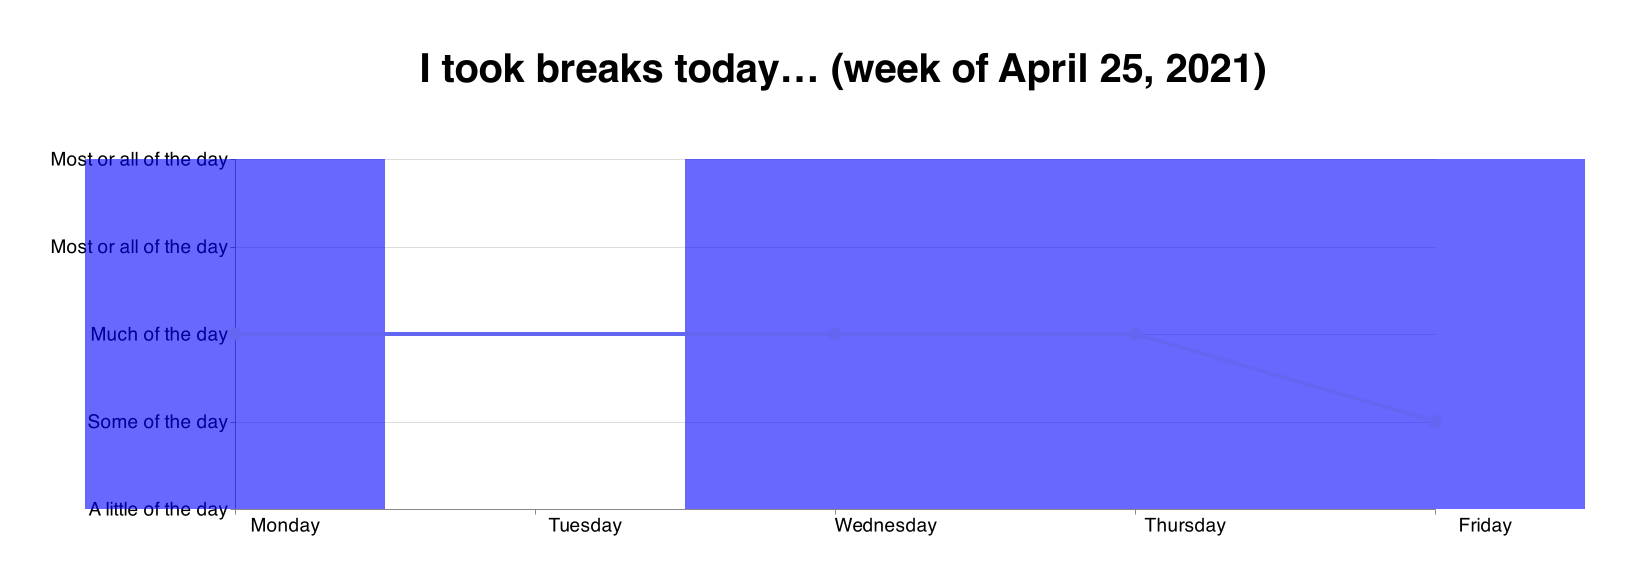 I took breaks today… (week of April 25, 2021)
Most or all of the day
Most or all of the day
Much of the day
Some of the day
A little of the day
Monday Tuesday Wednesday Thursday Friday